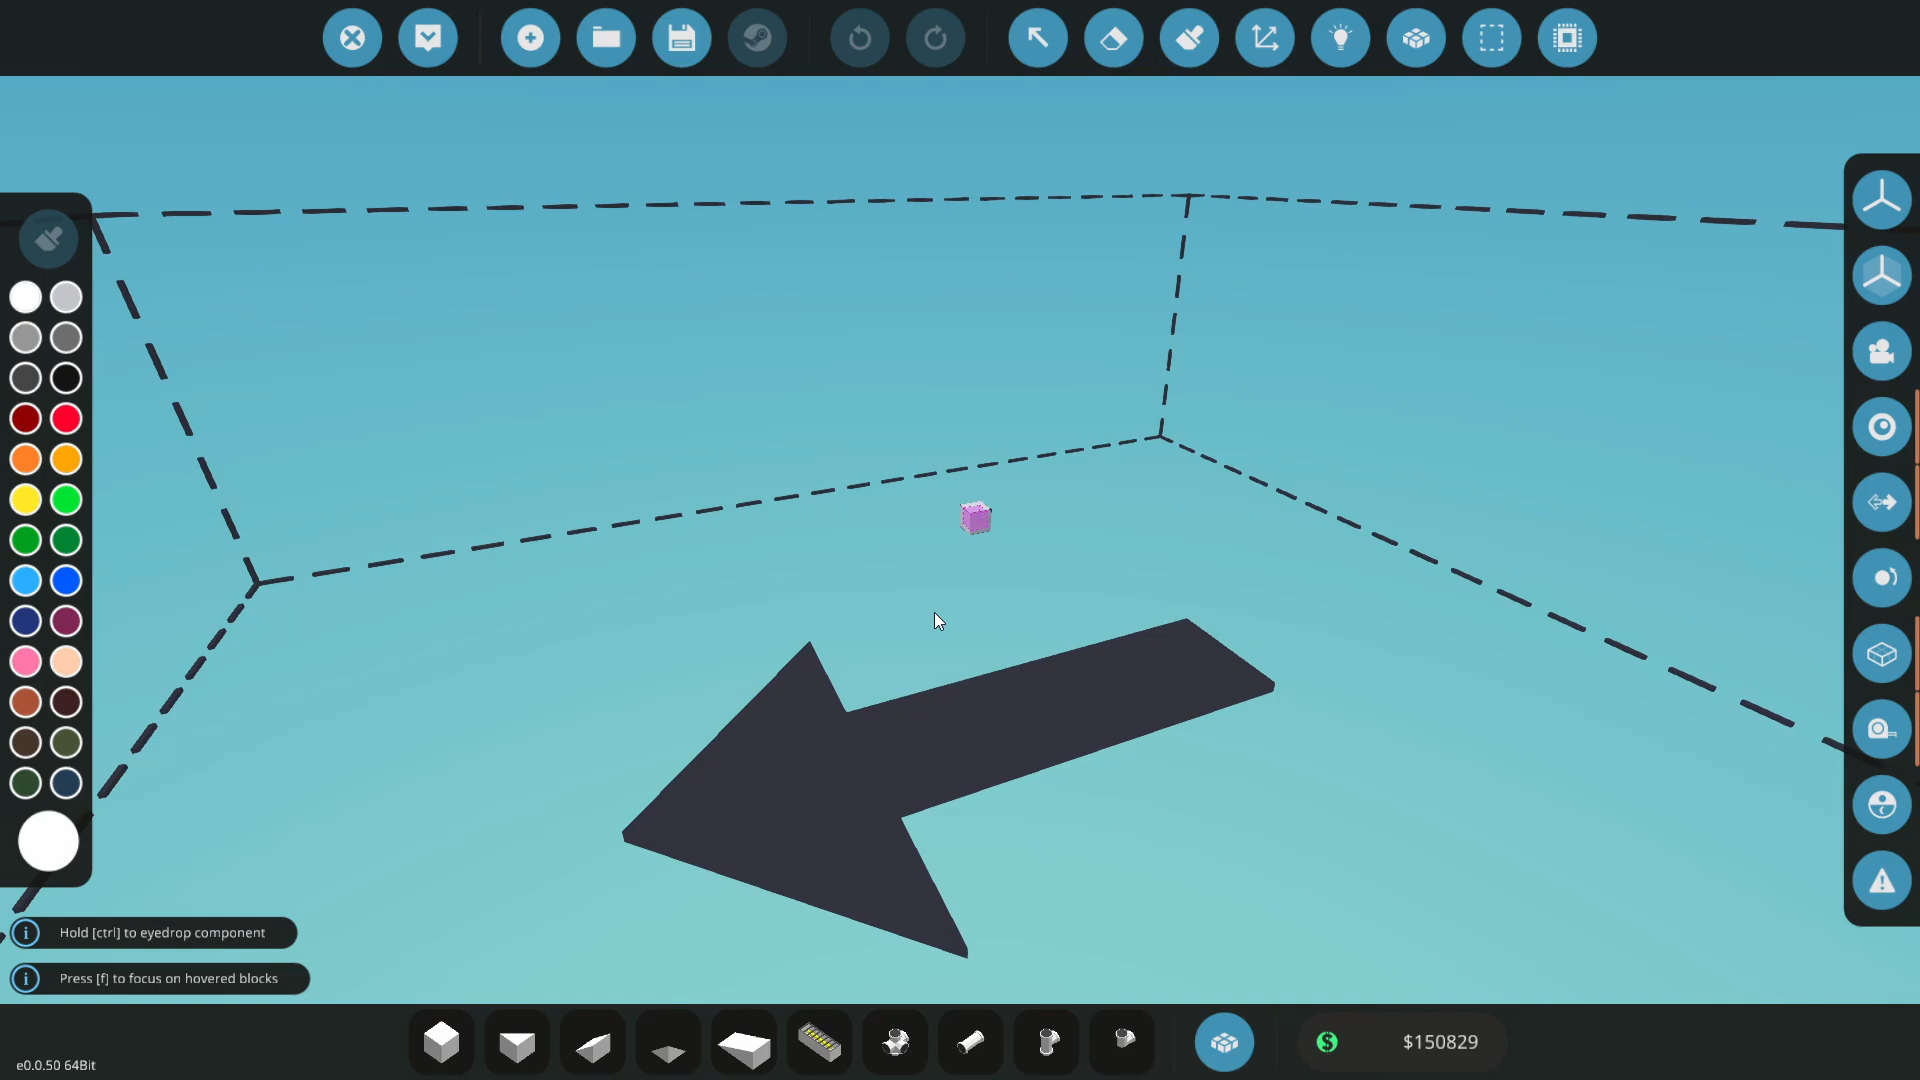 Hold [ctrl] to eyedrop component
Press [f] to focus on hovered blocks
$150829
e0.0.50 64Bit